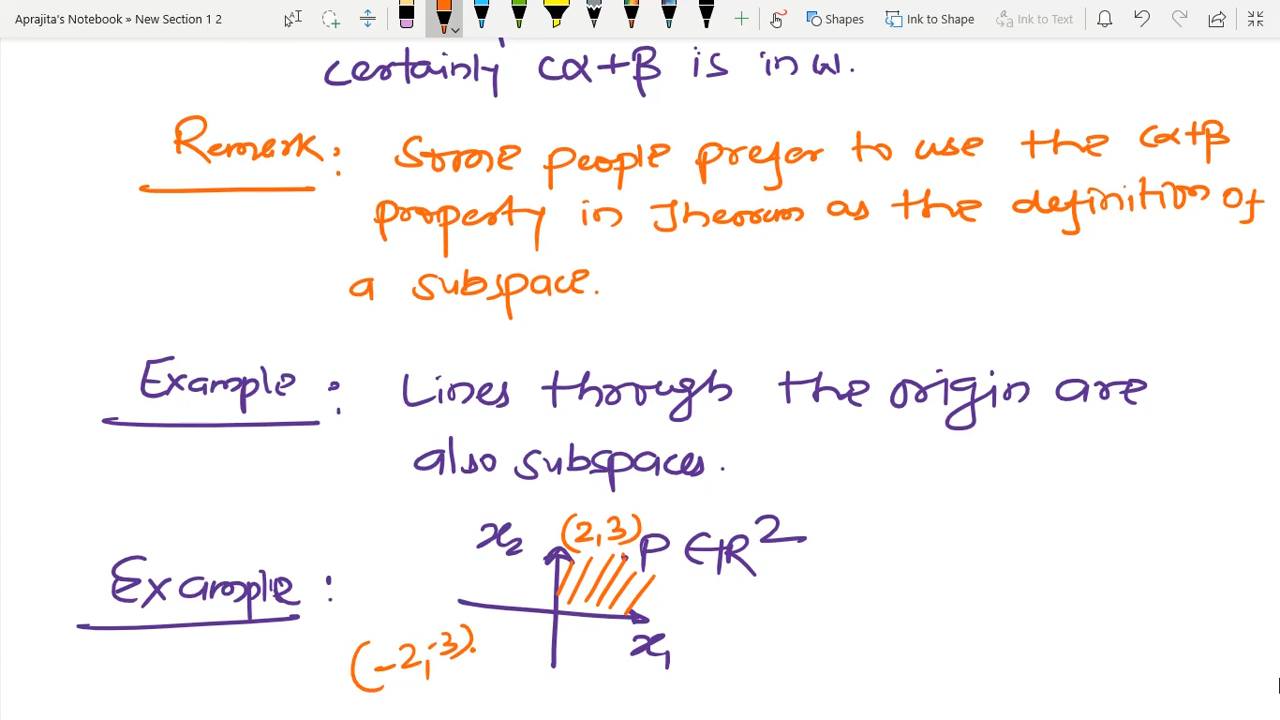 Aprajita's Notebook » New Section 1 2
Shapes
Ink to Shape
Ink to Text
certainly cα+β is in W.
Remark: Some people prefer to use the cα+β
property in Theorem as the definition of
a subspace.
Example: Lines through the origin are
also subspaces.
x₂ (2,3) P ∈ ℝ²
Example:
(-2,-3). x₁